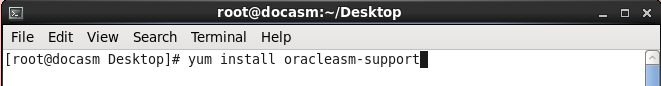 root@docasm:~/Desktop
File Edit View Search Terminal Help
[root@docasm Desktop]# yum install oracleasm-support